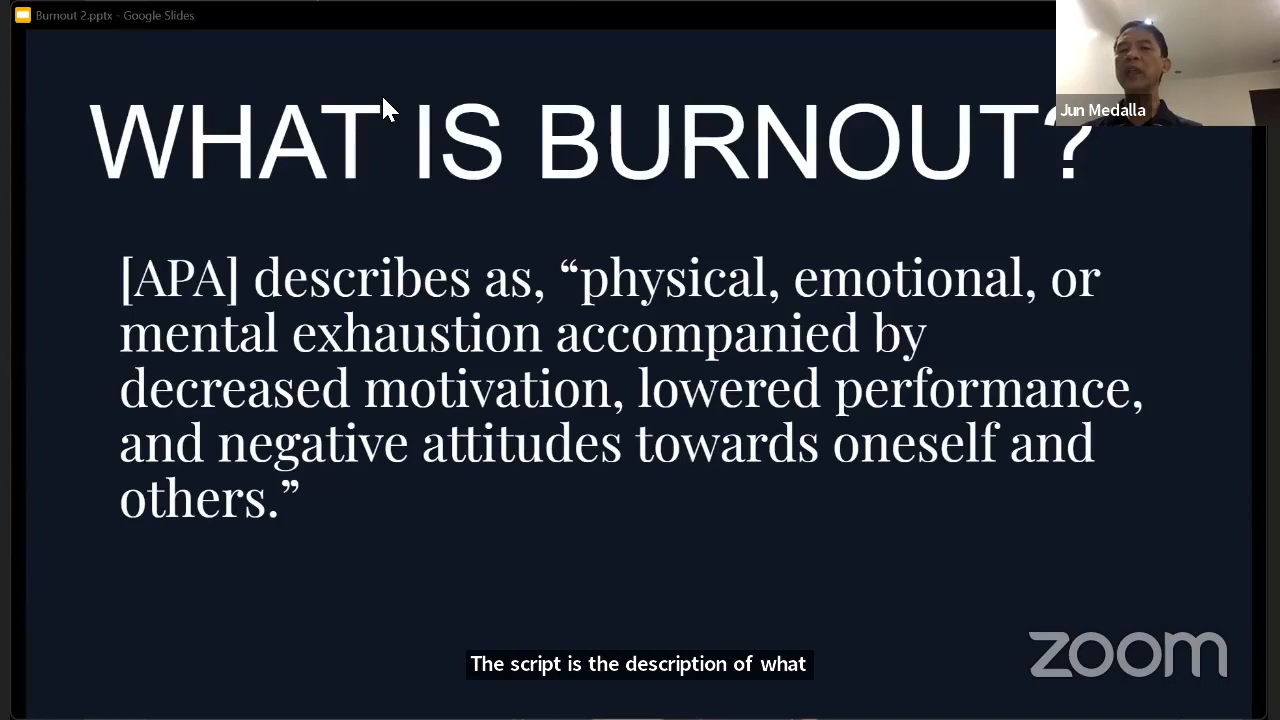 Burnout 2.pptx - Google Slides
Jun Medalla
WHAT IS BURNOUT?
[APA] describes as, “physical, emotional, or
mental exhaustion accompanied by
decreased motivation, lowered performance,
and negative attitudes towards oneself and
others.”
zoom
The script is the description of what